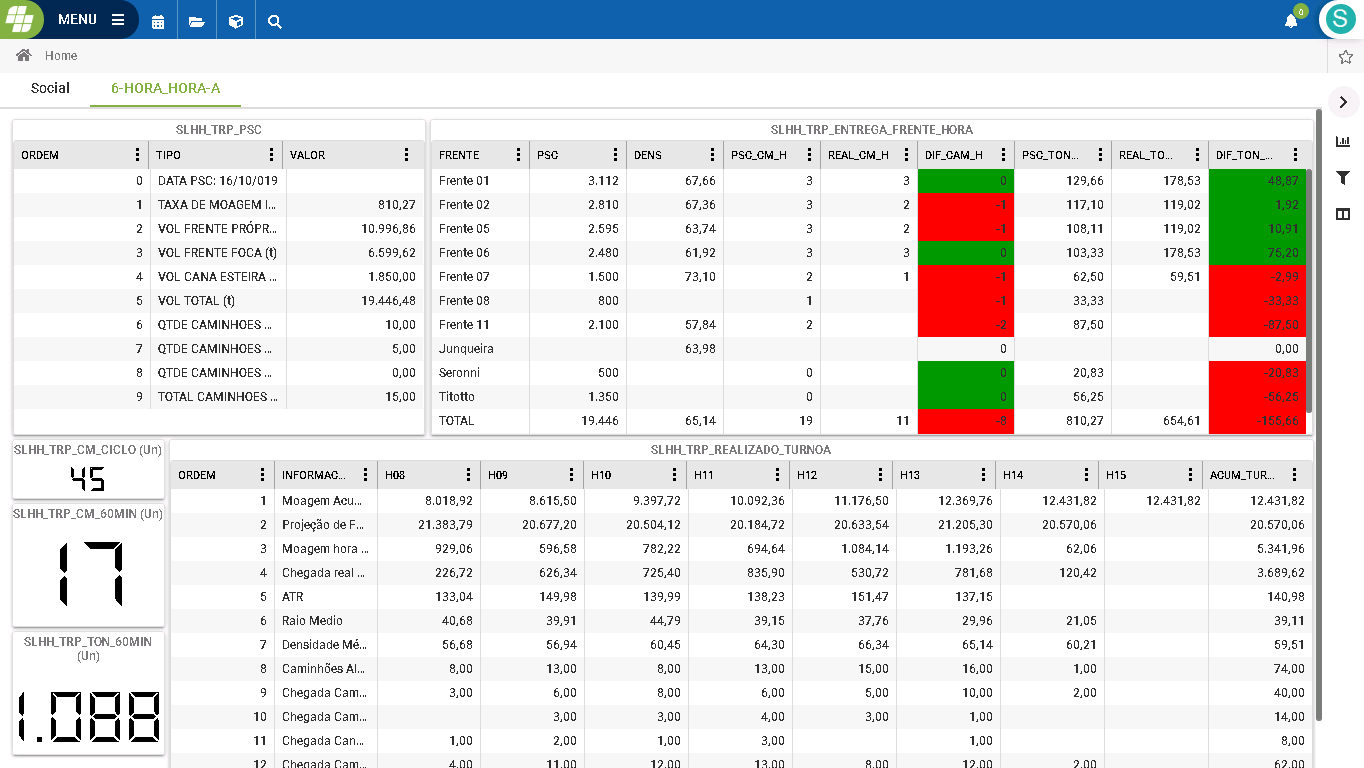 MENU
0
S
Home
Social 6-HORA_HORA-A
SLHH_TRP_PSC
ORDEM TIPO VALOR
0 DATA PSC: 16/10/019
1 TAXA DE MOAGEM I... 810,27
2 VOL FRENTE PRÓPR... 10.996,86
3 VOL FRENTE FOCA (t) 6.599,62
4 VOL CANA ESTEIRA ... 1.850,00
5 VOL TOTAL (t) 19.446,48
6 QTDE CAMINHOES ... 10,00
7 QTDE CAMINHOES ... 5,00
8 QTDE CAMINHOES ... 0,00
9 TOTAL CAMINHOES ... 15,00
SLHH_TRP_ENTREGA_FRENTE_HORA
FRENTE PSC DENS PSC_CM_H REAL_CM_H DIF_CAM_H PSC_TON... REAL_TO... DIF_TON_...
Frente 01 3.112 67,66 3 3 0 129,66 178,53 48,87
Frente 02 2.810 67,36 3 2 -1 117,10 119,02 1,92
Frente 05 2.595 63,74 3 2 -1 108,11 119,02 10,91
Frente 06 2.480 61,92 3 3 0 103,33 178,53 75,20
Frente 07 1.500 73,10 2 1 -1 62,50 59,51 -2,99
Frente 08 800 1 -1 33,33 -33,33
Frente 11 2.100 57,84 2 -2 87,50 -87,50
Junqueira 63,98 0 0,00
Seronni 500 0 0 20,83 -20,83
Titotto 1.350 0 0 56,25 -56,25
TOTAL 19.446 65,14 19 11 -8 810,27 654,61 -155,66
SLHH_TRP_CM_CICLO (Un)
45
SLHH_TRP_CM_60MIN (Un)
17
SLHH_TRP_TON_60MIN
(Un)
1.088
SLHH_TRP_REALIZADO_TURNOA
ORDEM INFORMAC... H08 H09 H10 H11 H12 H13 H14 H15 ACUM_TUR...
1 Moagem Acu... 8.018,92 8.615,50 9.397,72 10.092,36 11.176,50 12.369,76 12.431,82 12.431,82 12.431,82
2 Projeção de F... 21.383,79 20.677,20 20.504,12 20.184,72 20.633,54 21.205,30 20.570,06 20.570,06
3 Moagem hora ... 929,06 596,58 782,22 694,64 1.084,14 1.193,26 62,06 5.341,96
4 Chegada real ... 226,72 626,34 725,40 835,90 530,72 781,68 120,42 3.689,62
5 ATR 133,04 149,98 139,99 138,23 151,47 137,15 140,98
6 Raio Medio 40,68 39,91 44,79 39,15 37,76 29,96 21,05 39,11
7 Densidade Mé... 56,68 56,94 60,45 64,30 66,34 65,14 60,21 59,51
8 Caminhões Al... 8,00 13,00 8,00 13,00 15,00 16,00 1,00 74,00
9 Chegada Cam... 3,00 6,00 8,00 6,00 5,00 10,00 2,00 40,00
10 Chegada Cam... 3,00 3,00 4,00 3,00 1,00 14,00
11 Chegada Can... 1,00 2,00 1,00 3,00 1,00 8,00
12 Chegada Cam... 4,00 11,00 12,00 13,00 8,00 12,00 2,00 62,00